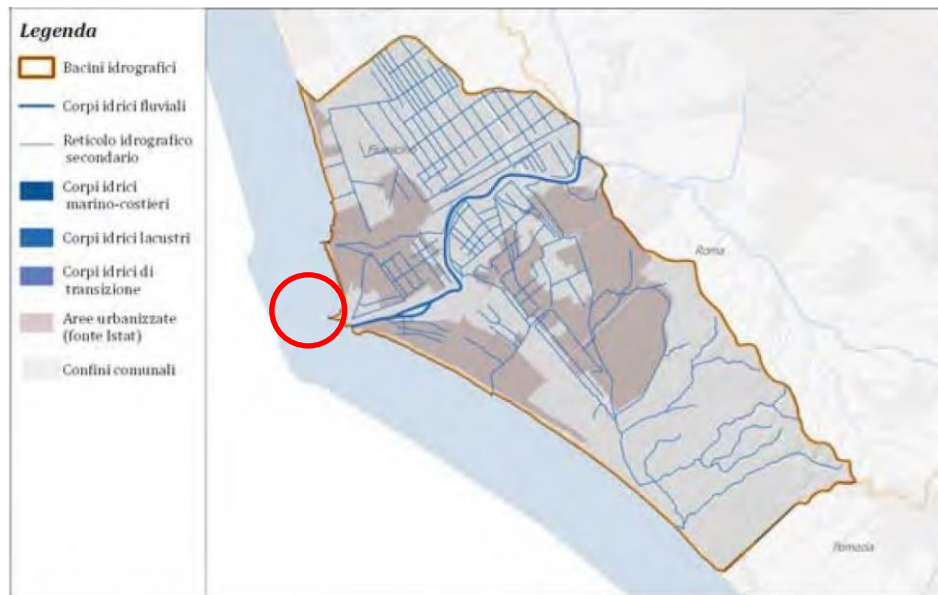 Legenda
Bacini idrografici
Corpi idrici fluviali
Reticolo idrografico
secondario
Corpi idrici
marino-costieri
Corpi idrici lacustri
Corpi idrici di
transizione
Aree urbanizzate
(fonte Istat)
Confini comunali
Fiumicino
Roma
Pomezia